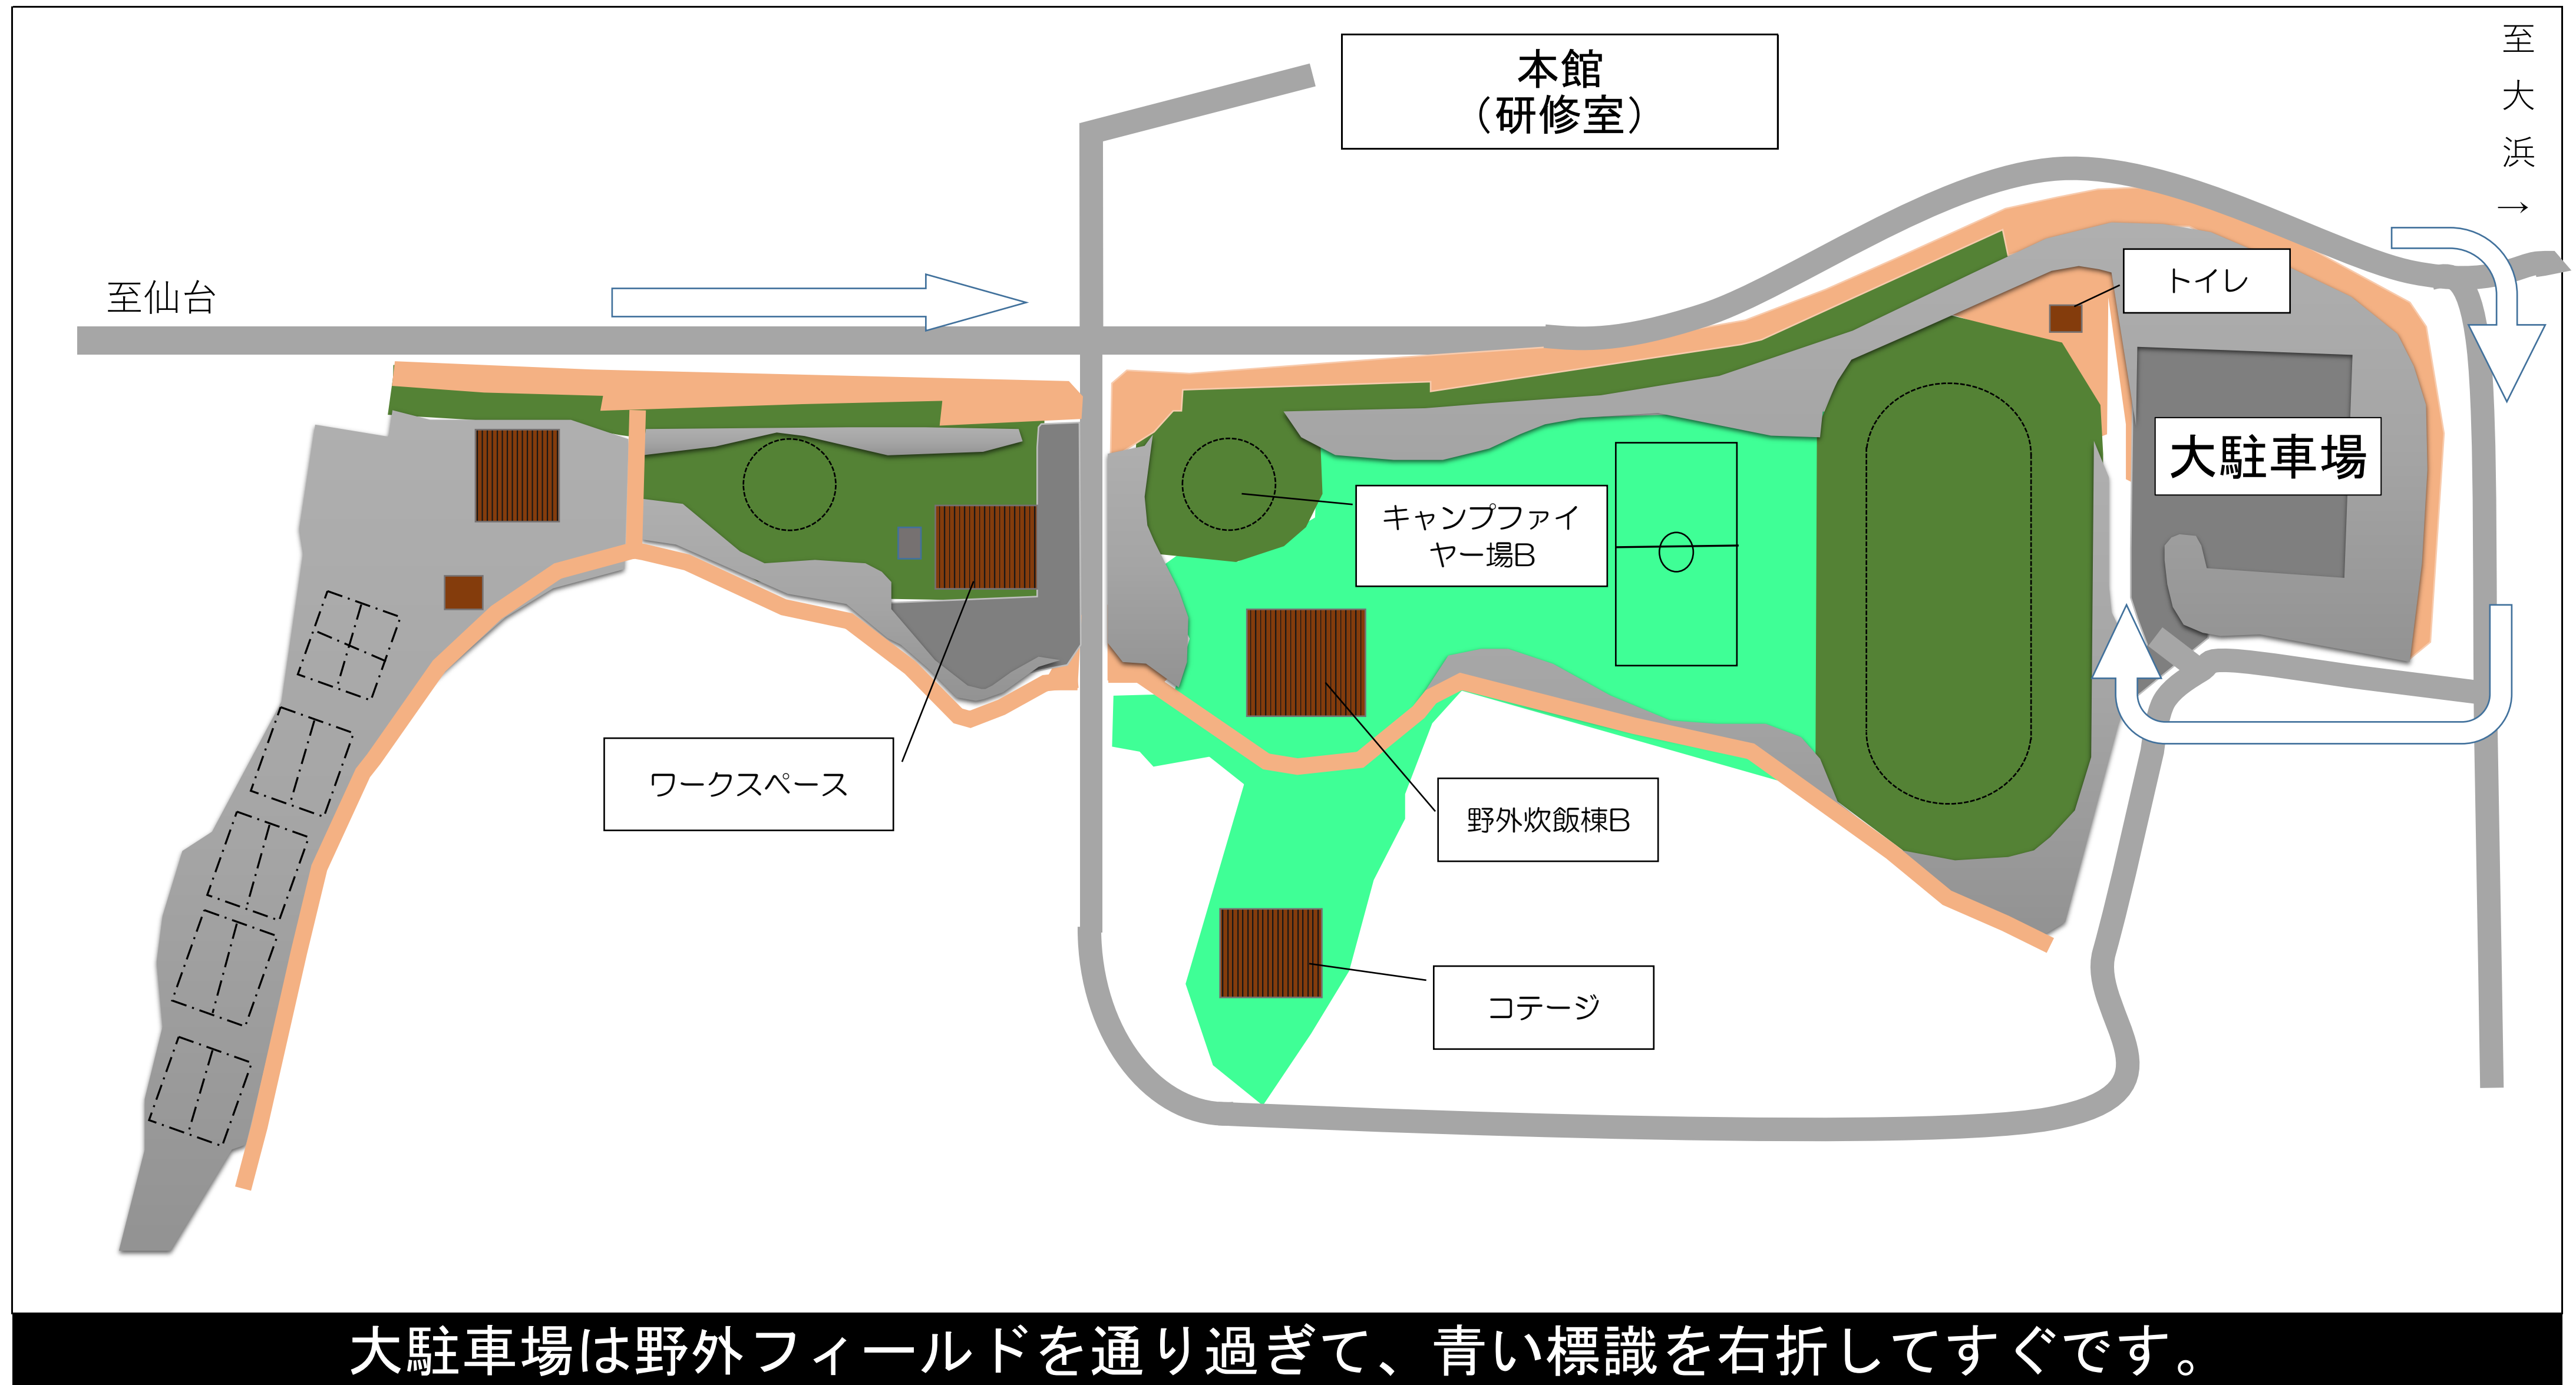 本館
（研修室）
至大浜→
至仙台
トイレ
大駐車場
キャンプファイ
ヤー場B
ワークスペース
野外炊飯棟B
コテージ
大駐車場は野外フィールドを通り過ぎて、青い標識を右折してすぐです。